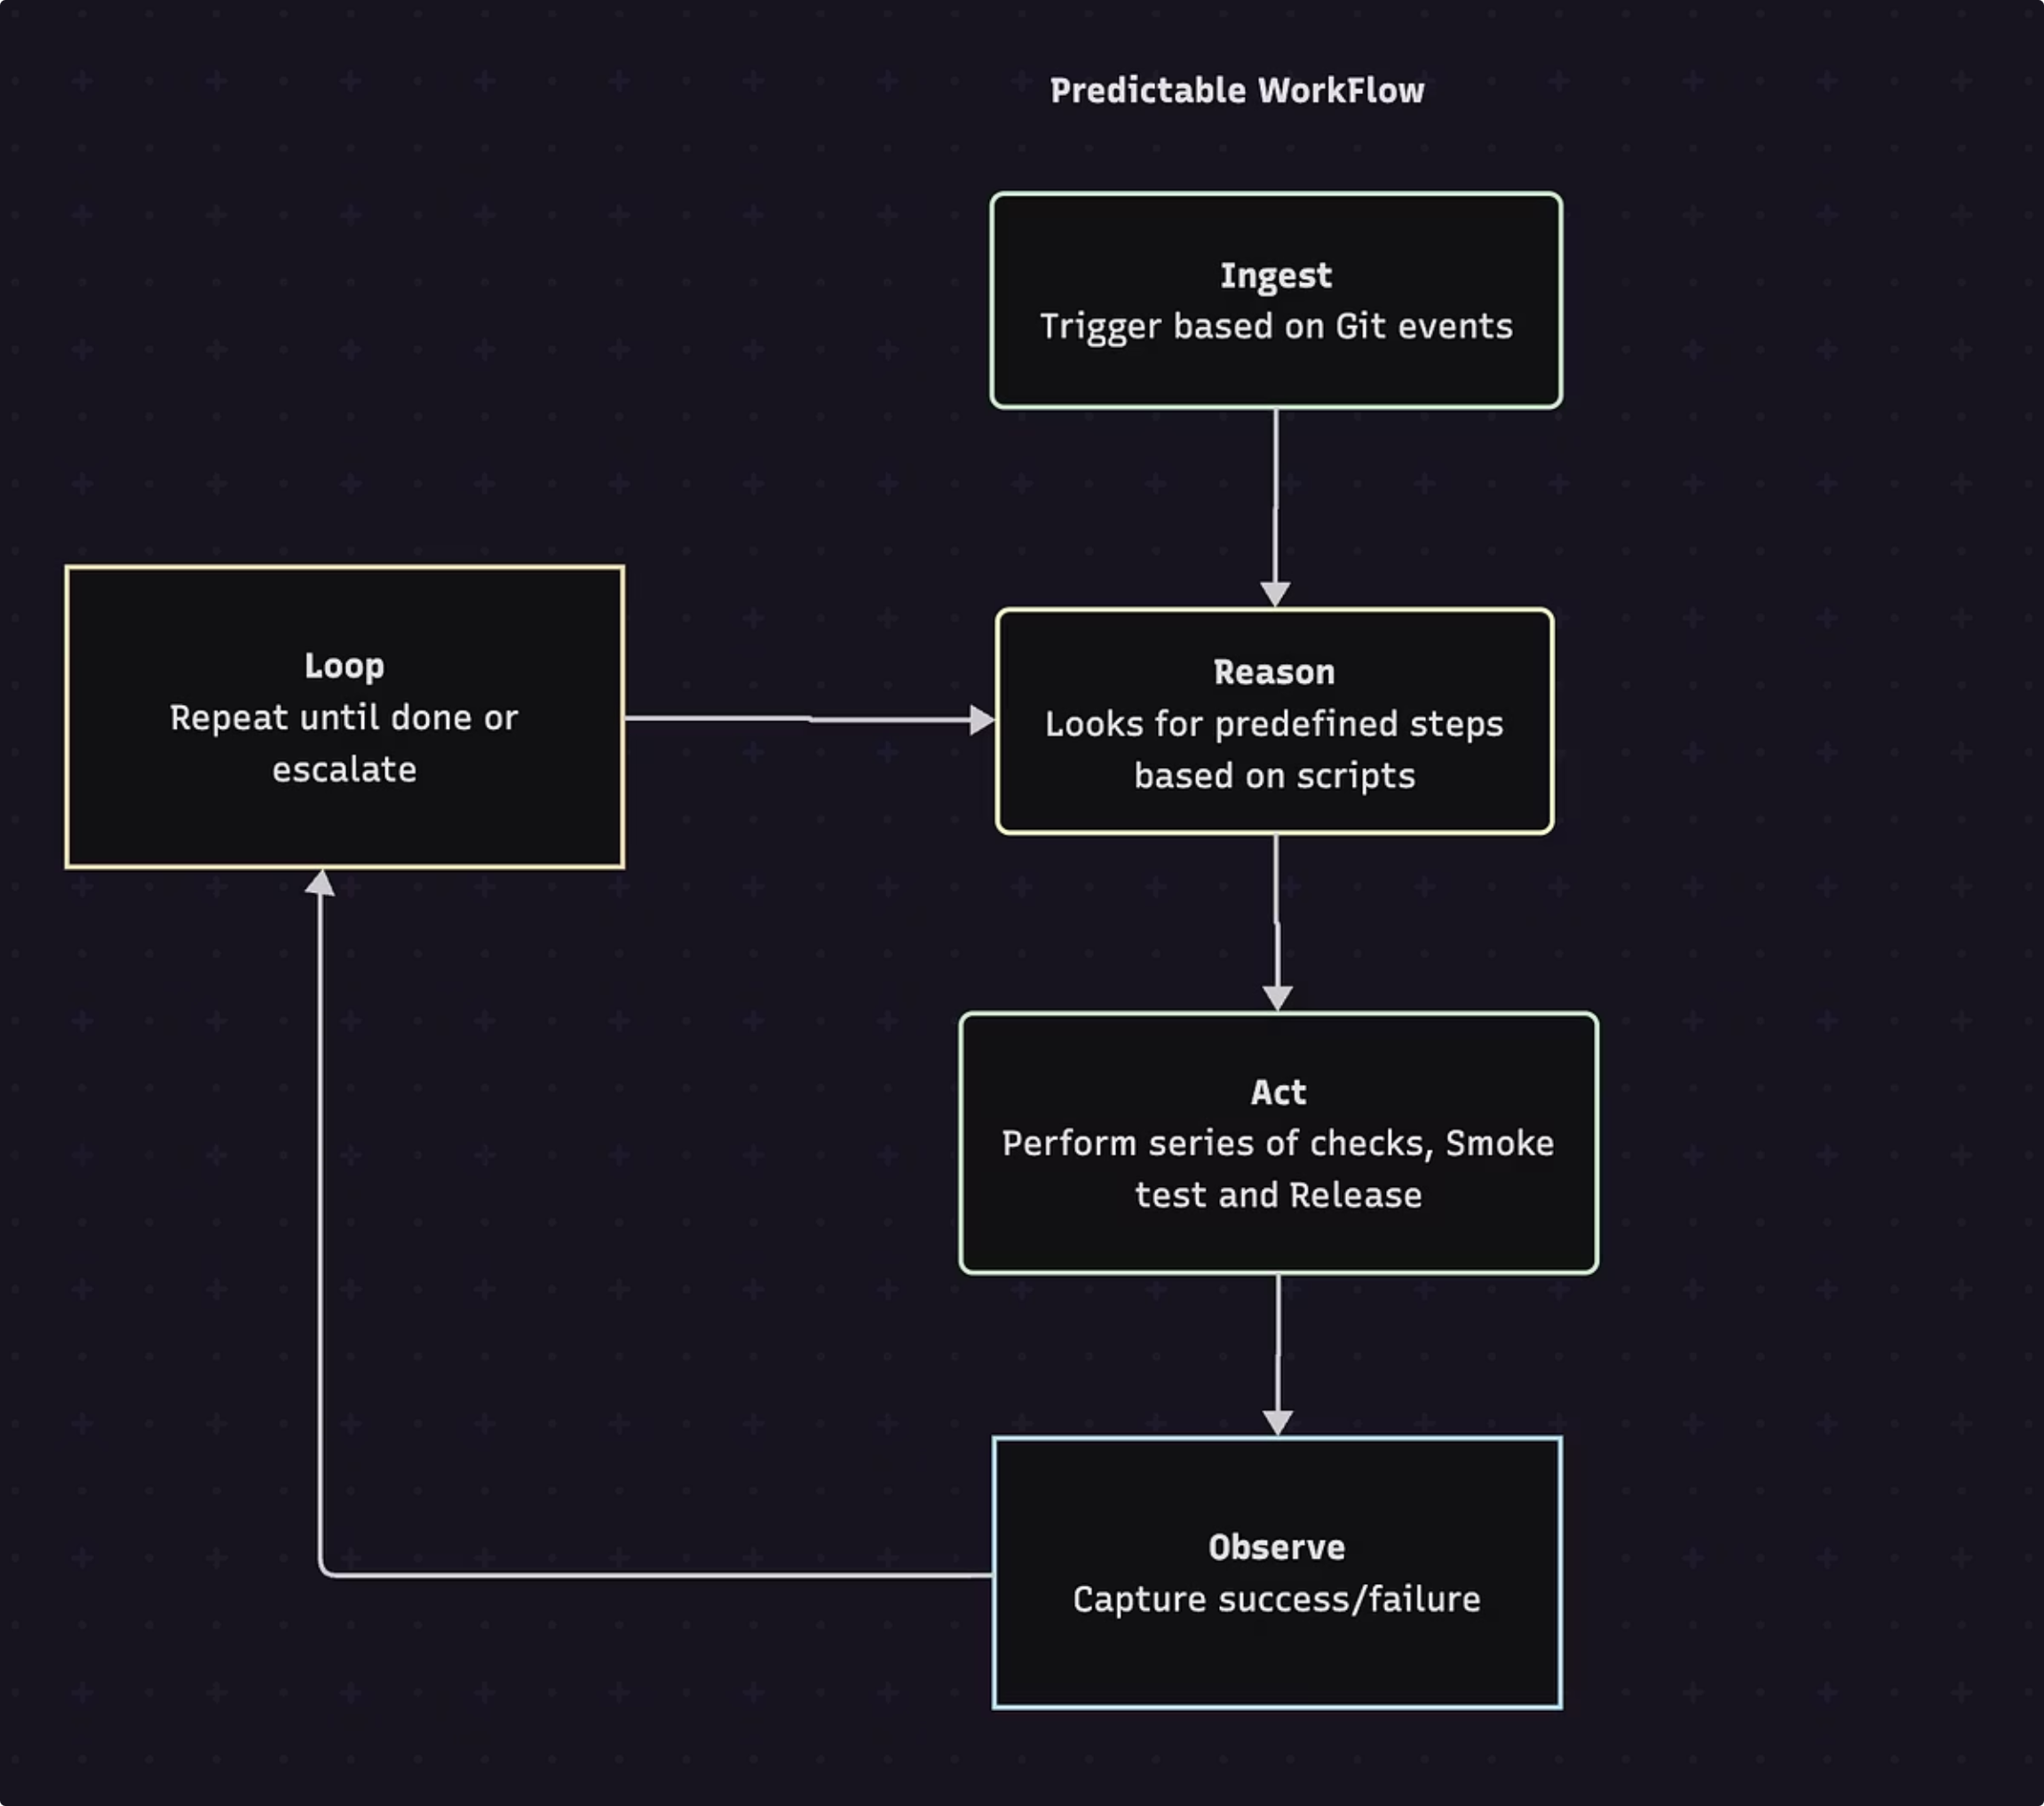 Predictable WorkFlow
Ingest
Trigger based on Git events
Loop
Repeat until done or
escalate
Reason
Looks for predefined steps
based on scripts
Act
Perform series of checks, Smoke
test and Release
Observe
Capture success/failure